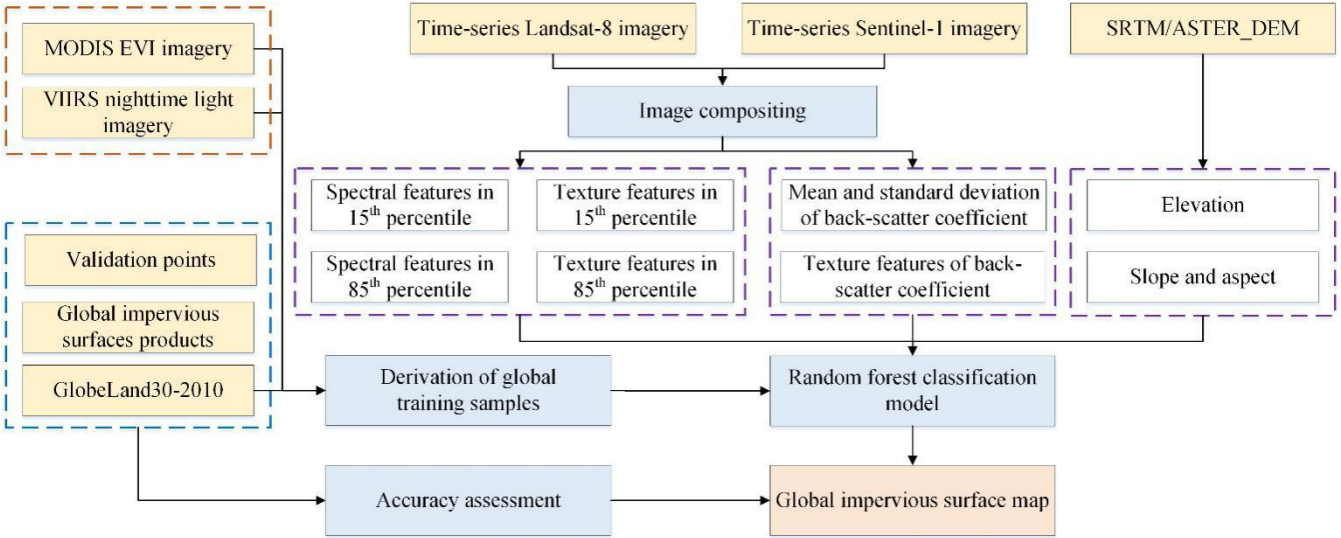 MODIS EVI imagery
VIIRS nighttime light
imagery
Time-series Landsat-8 imagery
Time-series Sentinel-1 imagery
SRTM/ASTER_DEM
Image compositing
Spectral features in
15th percentile
Texture features in
15th percentile
Spectral features in
85th percentile
Texture features in
85th percentile
Mean and standard deviation
of back-scatter coefficient
Texture features of back-
scatter coefficient
Elevation
Slope and aspect
Validation points
Global impervious
surfaces products
GlobeLand30-2010
Derivation of global
training samples
Random forest classification
model
Accuracy assessment
Global impervious surface map